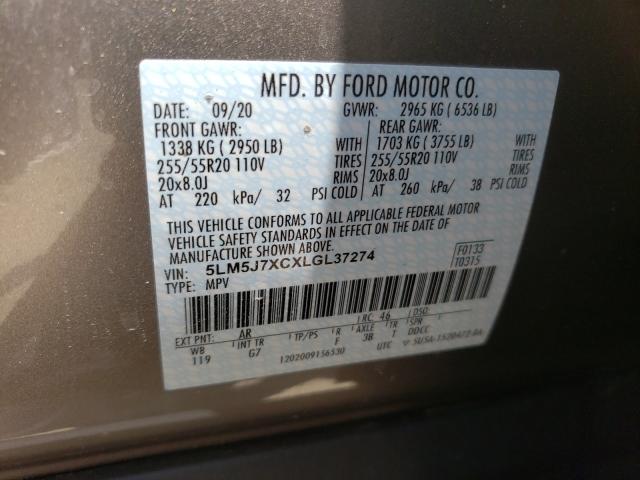 MFD. BY FORD MOTOR CO.
DATE: 09/20 GVWR: 2965 KG ( 6536 LB)
FRONT GAWR: REAR GAWR:
1338 KG ( 2950 LB) WITH 1703 KG ( 3755 LB) WITH
255/55R20 110V TIRES 255/55R20 110V TIRES
20x8.0J RIMS 20x8.0J RIMS
AT 220 kPa/ 32 PSI COLD AT 260 kPa/ 38 PSI COLD
THIS VEHICLE CONFORMS TO ALL APPLICABLE FEDERAL MOTOR
VEHICLE SAFETY STANDARDS IN EFFECT ON THE DATE OF
MANUFACTURE SHOWN ABOVE.
VIN: 5LM5J7XCXLGL37274 F0133
TYPE: MPV T0315
EXT PNT: AR RC: 46 DSO:
WB INT TR TP/PS R AXLE TR SPR
119 G7 F 3B T DDCC
1202009156530 UTC